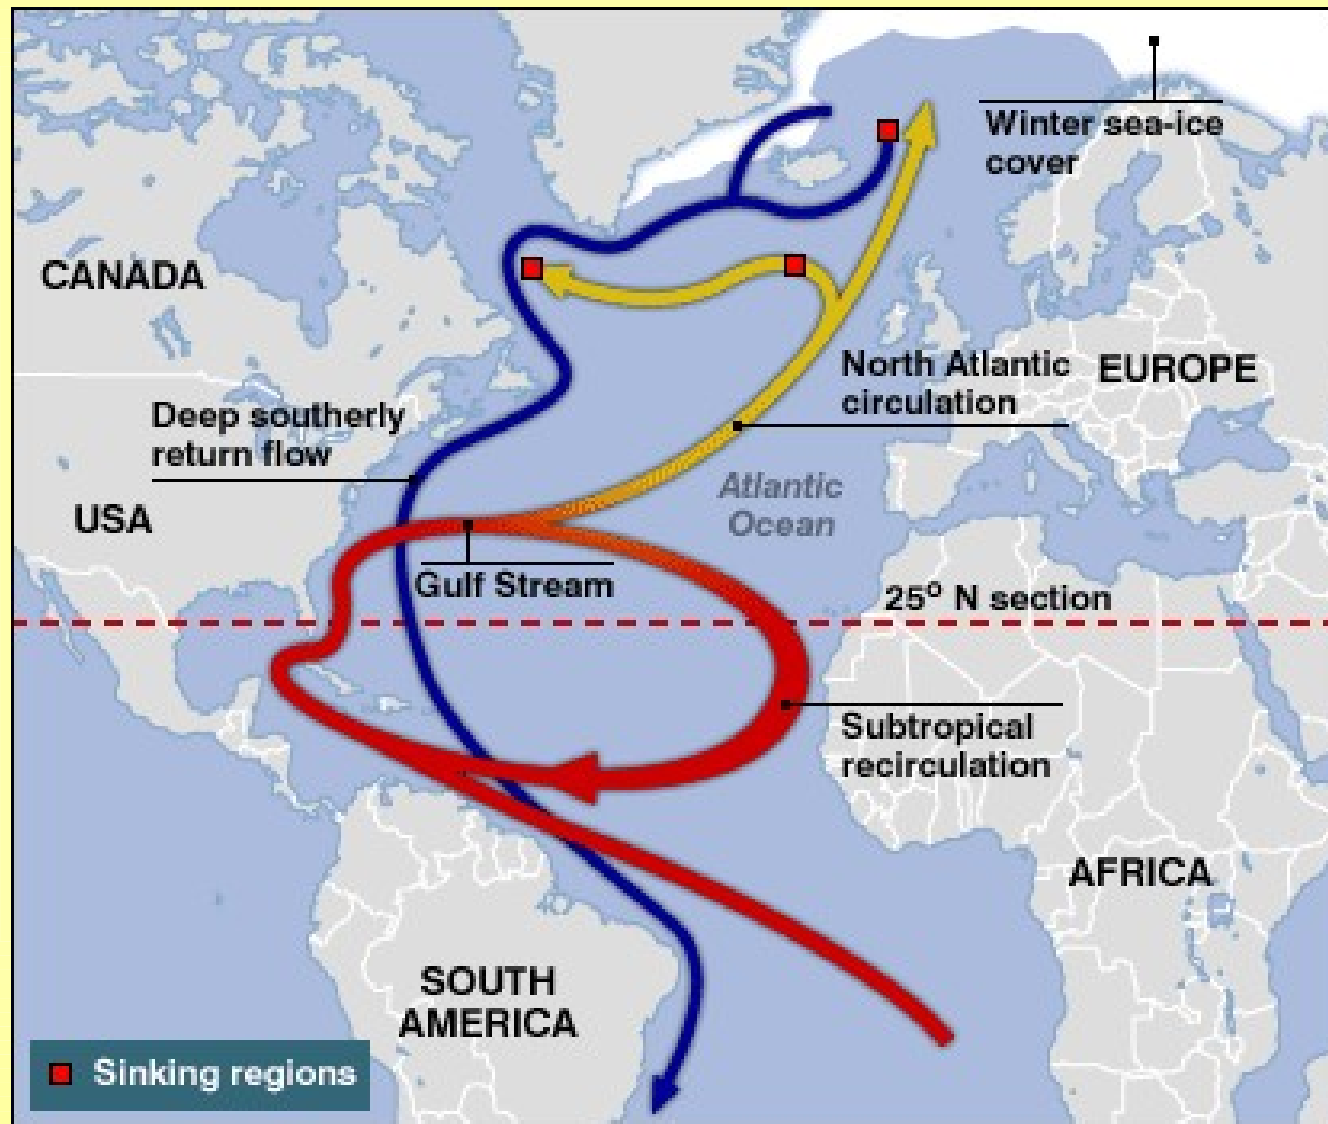 Winter sea-ice
cover
CANADA
North Atlantic
circulation
EUROPE
Deep southerly
return flow
Atlantic
Ocean
USA
Gulf Stream
25º N section
Subtropical
recirculation
AFRICA
SOUTH
AMERICA
Sinking regions